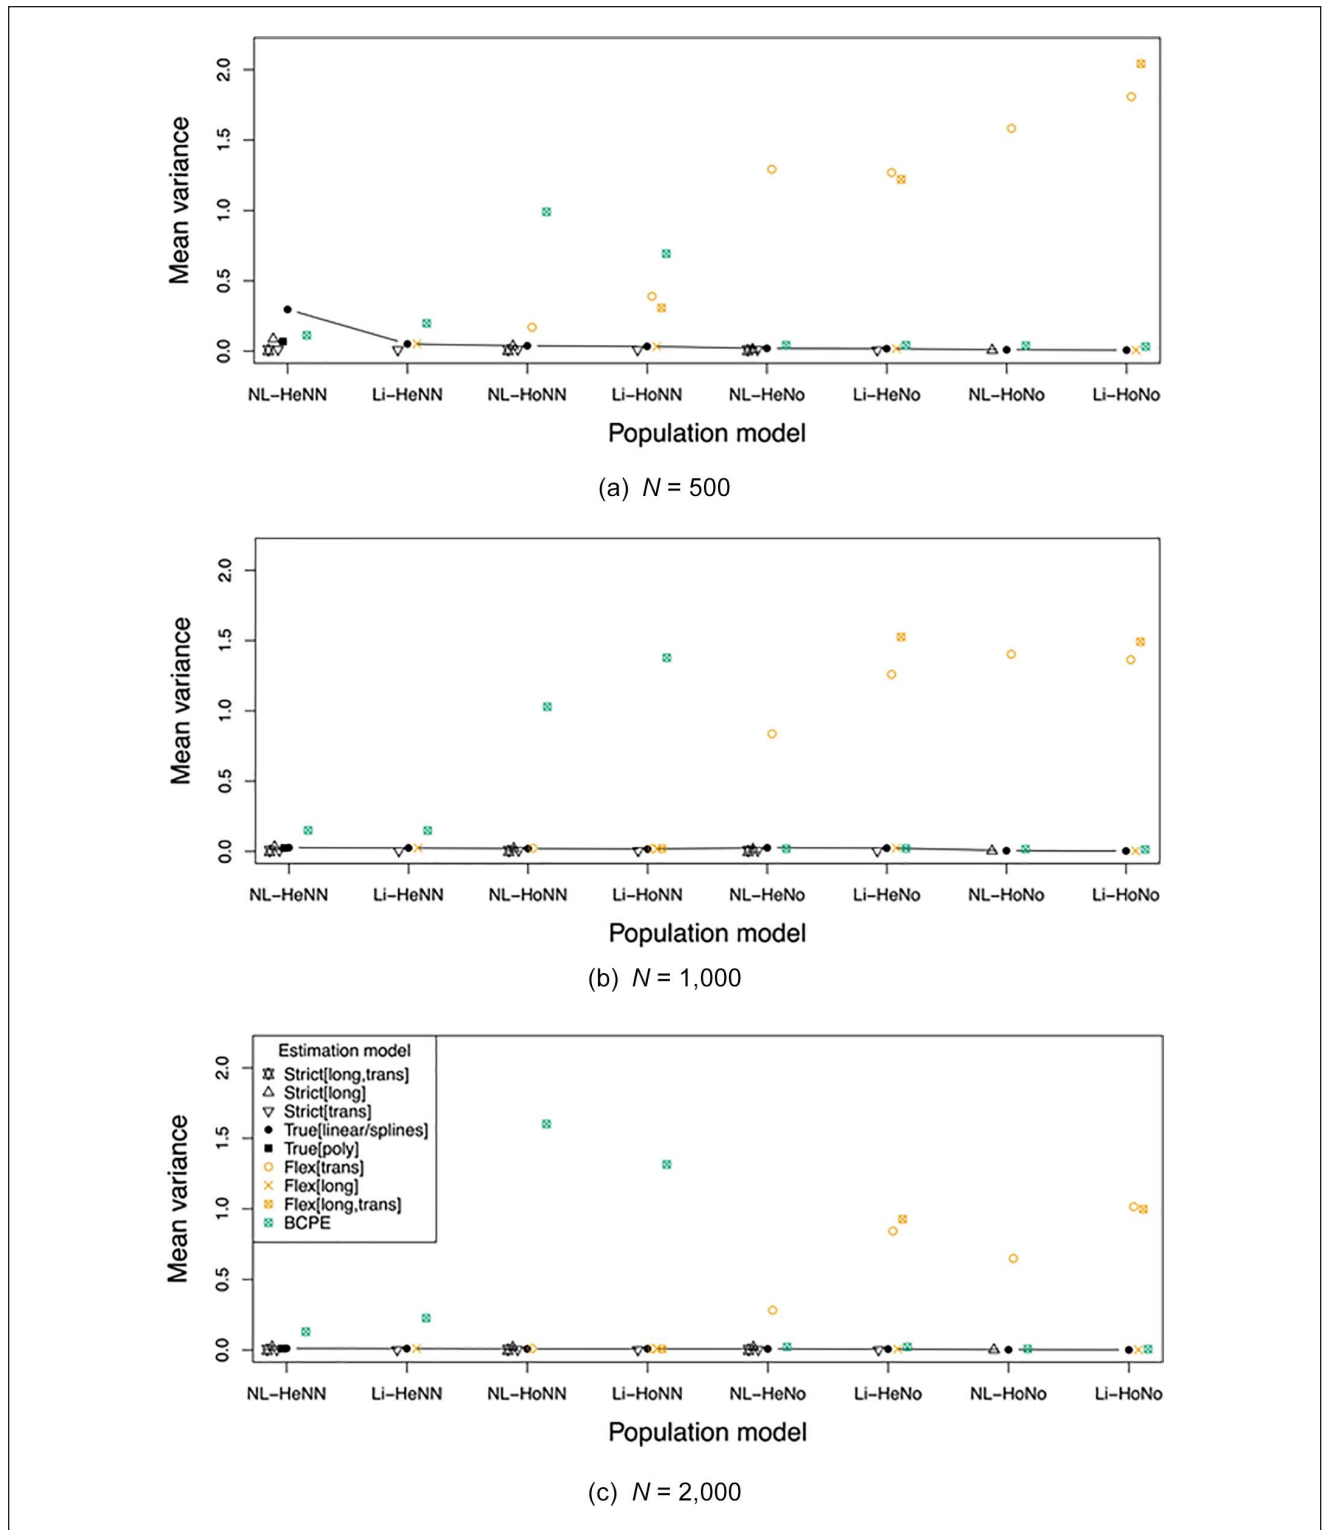 2.0
1.5
1.0
0.5
0.0
Mean variance
NL–HeNN Li–HeNN NL–HoNN Li–HoNN NL–HeNo Li–HeNo NL–HoNo Li–HoNo
Population model
(a) N = 500
2.0
1.5
1.0
0.5
0.0
Mean variance
NL–HeNN Li–HeNN NL–HoNN Li–HoNN NL–HeNo Li–HeNo NL–HoNo Li–HoNo
Population model
(b) N = 1,000
2.0
1.5
1.0
0.5
0.0
Mean variance
Estimation model
Strict[long,trans]
Strict[long]
Strict[trans]
True[linear/splines]
True[poly]
Flex[trans]
Flex[long]
Flex[long,trans]
BCPE
NL–HeNN Li–HeNN NL–HoNN Li–HoNN NL–HeNo Li–HeNo NL–HoNo Li–HoNo
Population model
(c) N = 2,000